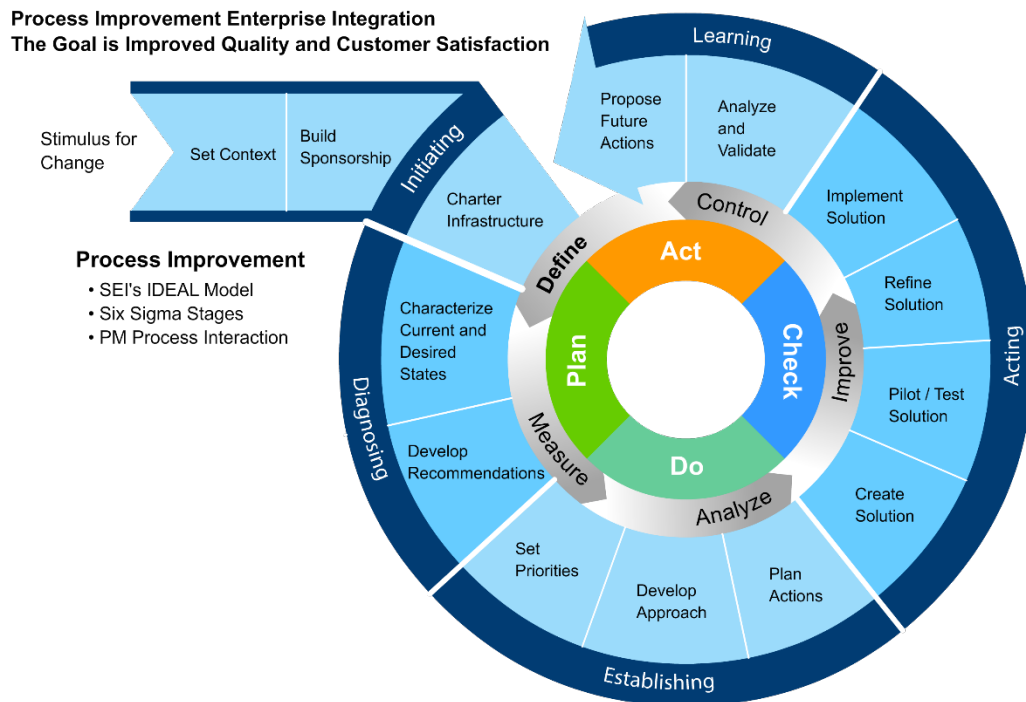 Process Improvement Enterprise Integration
The Goal is Improved Quality and Customer Satisfaction
Stimulus for
Change
Set Context
Build
Sponsorship
Initiating
Charter
Infrastructure
Process Improvement
• SEI's IDEAL Model
• Six Sigma Stages
• PM Process Interaction
Diagnosing
Characterize
Current and
Desired
States
Develop
Recommendations
Establishing
Set
Priorities
Develop
Approach
Plan
Actions
Acting
Create
Solution
Pilot / Test
Solution
Refine
Solution
Implement
Solution
Learning
Analyze
and
Validate
Propose
Future
Actions
Define
Measure
Analyze
Improve
Control
Plan
Do
Check
Act